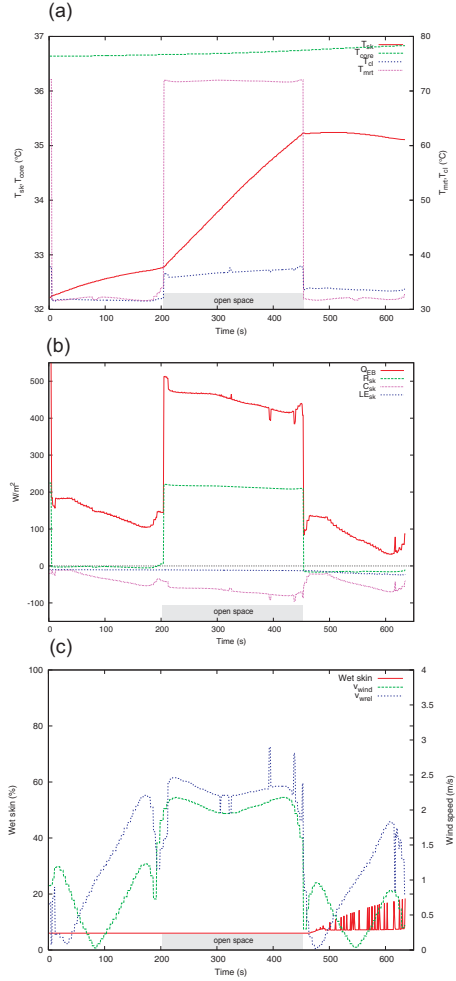 (a)
37
36
35
34
33
32
80
70
60
50
40
30
T_sk
T_core
T_cl
T_mrt
T_sk,T_core (°C)
T_mrt,T_cl (°C)
open space
0 100 200 300 400 500 600 700
Time (s)
(b)
500
400
300
200
100
0
-100
Q_EB
R_sk
C_sk
LE_sk
W/m²
open space
0 100 200 300 400 500 600 700
Time (s)
(c)
100
80
60
40
20
0
4
3.5
3
2.5
2
1.5
1
0.5
0
Wet skin
v_wind
v_wrel
Wet skin (%)
Wind speed (m/s)
open space
0 100 200 300 400 500 600 700
Time (s)